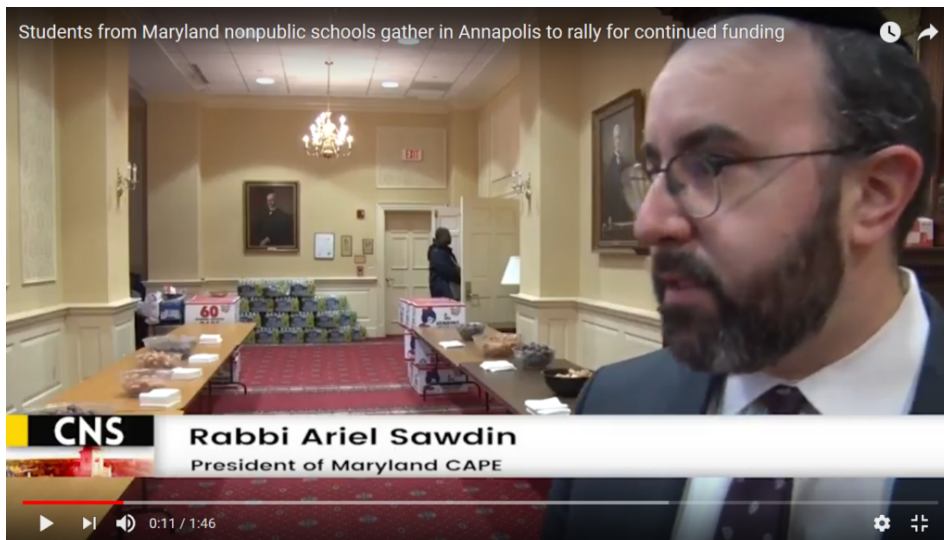 Students from Maryland nonpublic schools gather in Annapolis to rally for continued funding
EXIT
60
CNS
Rabbi Ariel Sawdin
President of Maryland CAPE
0:11 / 1:46